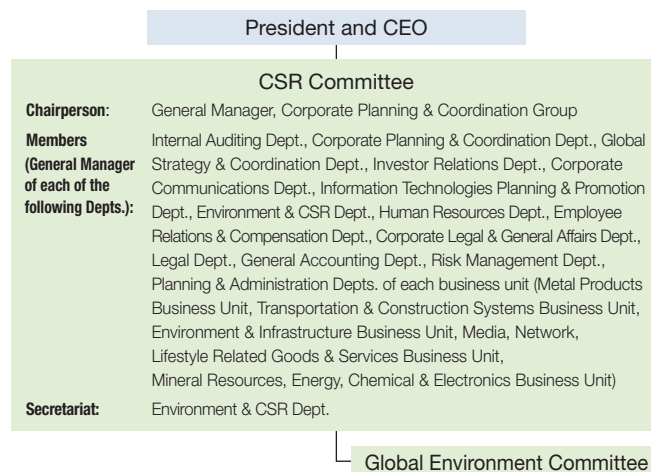 President and CEO
CSR Committee
Chairperson: General Manager, Corporate Planning & Coordination Group
Members Internal Auditing Dept., Corporate Planning & Coordination Dept., Global
(General Manager Strategy & Coordination Dept., Investor Relations Dept., Corporate
of each of the Communications Dept., Information Technologies Planning & Promotion
following Depts.): Dept., Environment & CSR Dept., Human Resources Dept., Employee
Relations & Compensation Dept., Corporate Legal & General Affairs Dept.,
Legal Dept., General Accounting Dept., Risk Management Dept.,
Planning & Administration Depts. of each business unit (Metal Products
Business Unit, Transportation & Construction Systems Business Unit,
Environment & Infrastructure Business Unit, Media, Network,
Lifestyle Related Goods & Services Business Unit,
Mineral Resources, Energy, Chemical & Electronics Business Unit)
Secretariat: Environment & CSR Dept.
Global Environment Committee